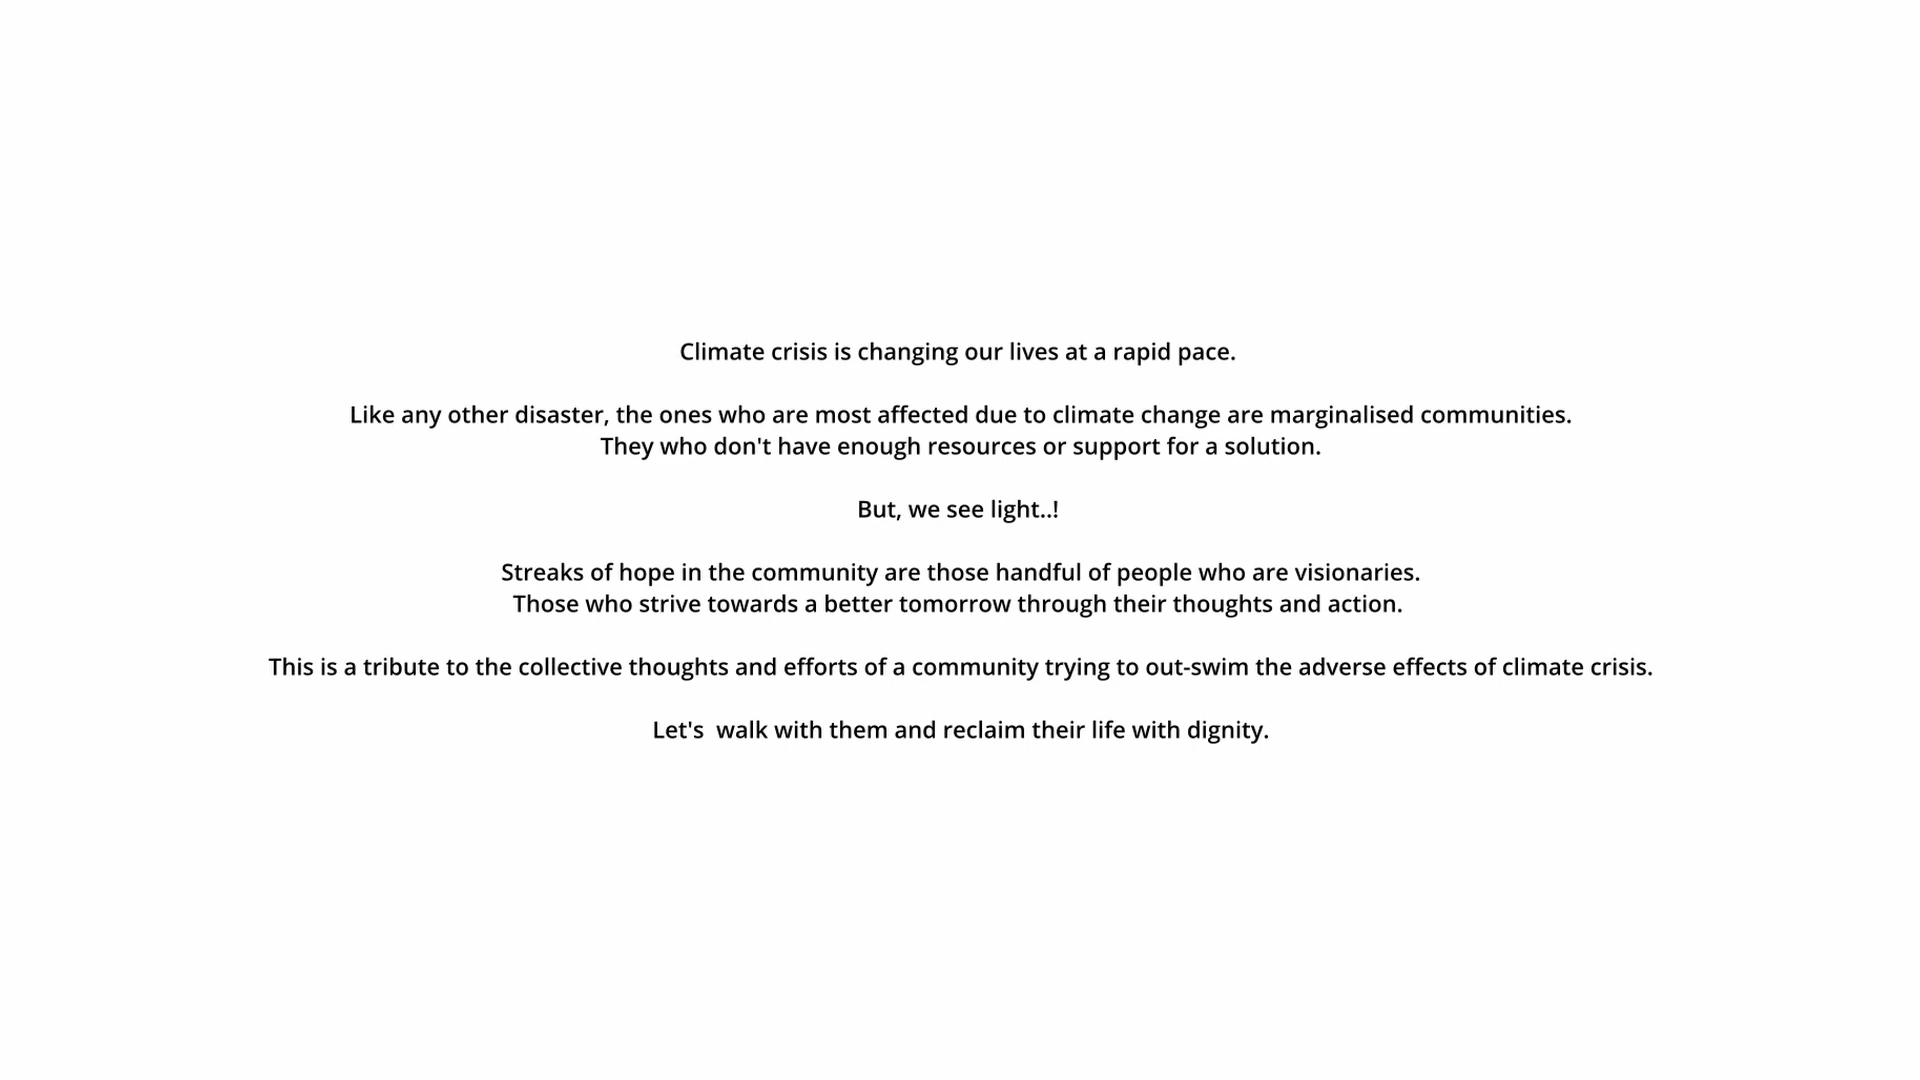 Climate crisis is changing our lives at a rapid pace.
Like any other disaster, the ones who are most affected due to climate change are marginalised communities.
They who don't have enough resources or support for a solution.
But, we see light..!
Streaks of hope in the community are those handful of people who are visionaries.
Those who strive towards a better tomorrow through their thoughts and action.
This is a tribute to the collective thoughts and efforts of a community trying to out-swim the adverse effects of climate crisis.
Let's  walk with them and reclaim their life with dignity.